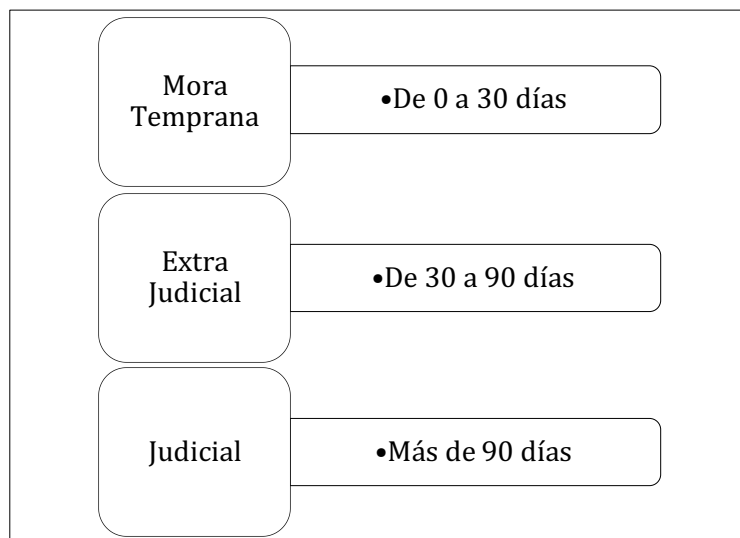 Mora
Temprana
•De 0 a 30 días
Extra
Judicial
•De 30 a 90 días
Judicial
•Más de 90 días